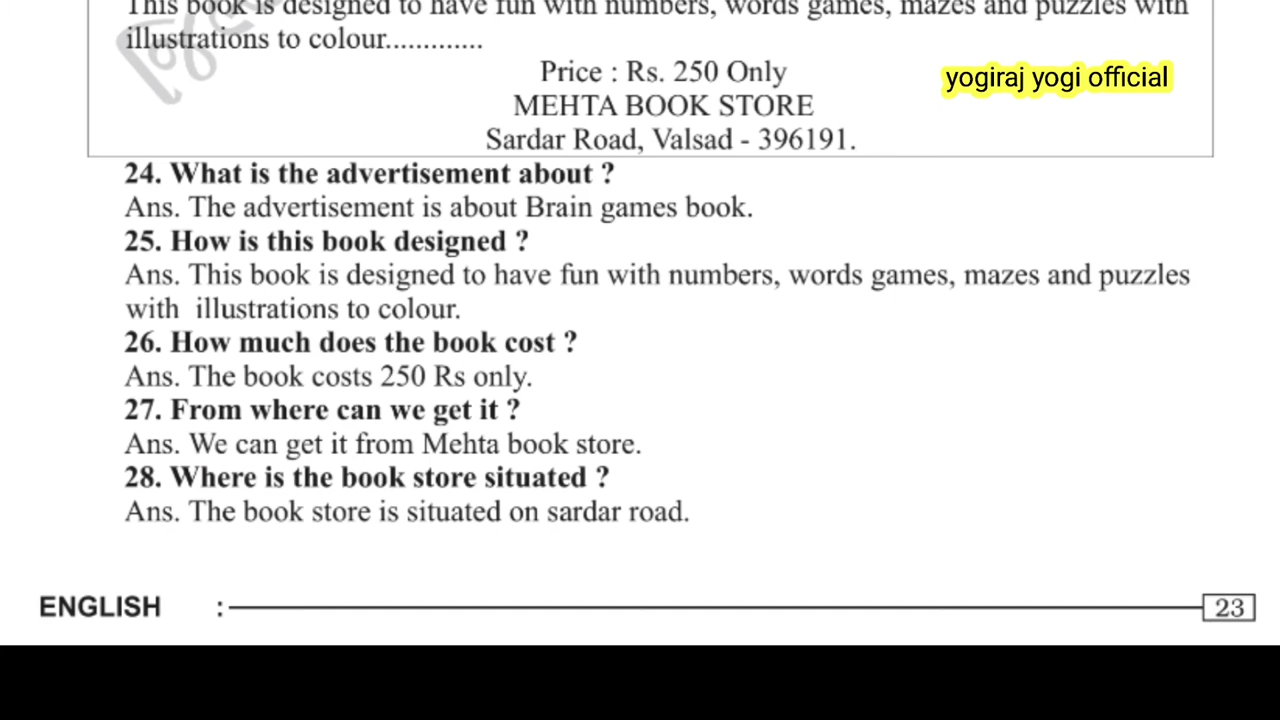 This book is designed to have fun with numbers, words games, mazes and puzzles with
illustrations to colour.............
Price : Rs. 250 Only
yogiraj yogi official
MEHTA BOOK STORE
Sardar Road, Valsad - 396191.
24. What is the advertisement about ?
Ans. The advertisement is about Brain games book.
25. How is this book designed ?
Ans. This book is designed to have fun with numbers, words games, mazes and puzzles
with illustrations to colour.
26. How much does the book cost ?
Ans. The book costs 250 Rs only.
27. From where can we get it ?
Ans. We can get it from Mehta book store.
28. Where is the book store situated ?
Ans. The book store is situated on sardar road.
ENGLISH :
23